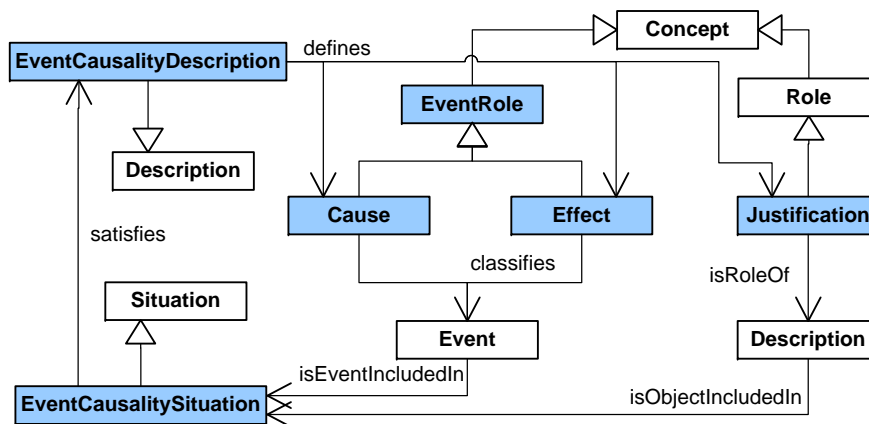 Concept
defines
EventCausalityDescription
EventRole
Role
Description
Cause
Effect
Justification
satisfies
classifies
isRoleOf
Situation
Event
Description
isEventIncludedIn
isObjectIncludedIn
EventCausalitySituation